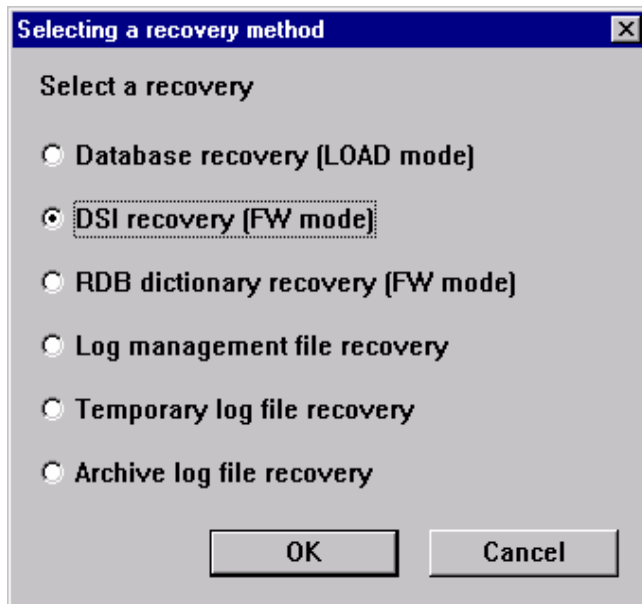 Selecting a recovery method
Select a recovery
Database recovery (LOAD mode)
DSI recovery (FW mode)
RDB dictionary recovery (FW mode)
Log management file recovery
Temporary log file recovery
Archive log file recovery
OK Cancel